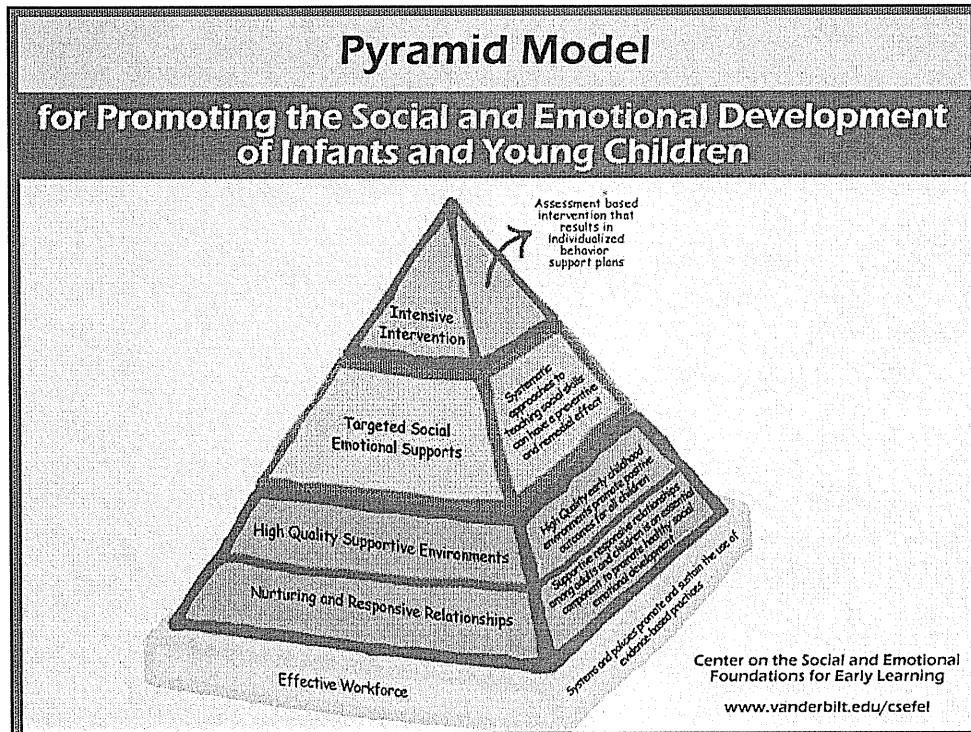 Pyramid Model
for Promoting the Social and Emotional Development
of Infants and Young Children
Assessment based
intervention that
results in
individualized
behavior
support plans
Intensive
Intervention
Systematic
approaches to
teaching social skills
can have a preventive
and remedial effect
Targeted Social
Emotional Supports
High Quality early childhood
environments promote positive
outcomes for all children
High Quality Supportive Environments
Supportive responsive relationships
among adults and children is an essential
component to promote healthy social
emotional development
Nurturing and Responsive Relationships
Systems and policies promote and sustain the use of
evidence-based practices
Effective Workforce
Center on the Social and Emotional
Foundations for Early Learning
www.vanderbilt.edu/csefel